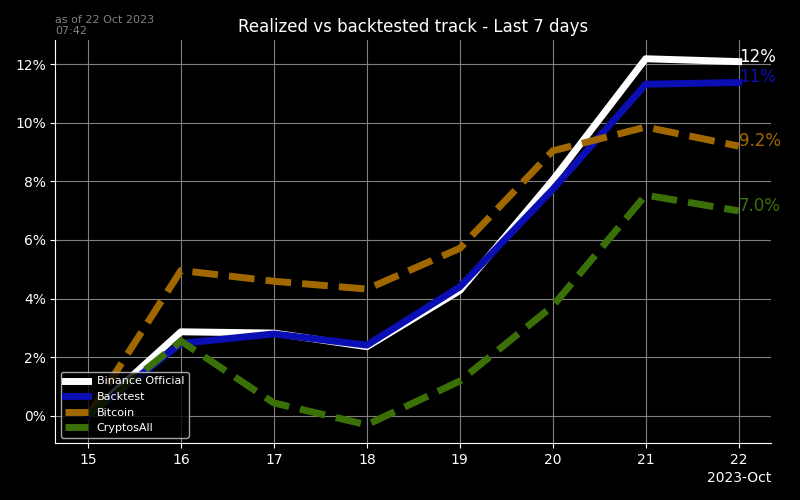 as of 22 Oct 2023
07:42
Realized vs backtested track - Last 7 days
12%
10%
8%
6%
4%
2%
0%
12%
11%
9.2%
7.0%
Binance Official
Backtest
Bitcoin
CryptosAll
15 16 17 18 19 20 21 22
2023-Oct